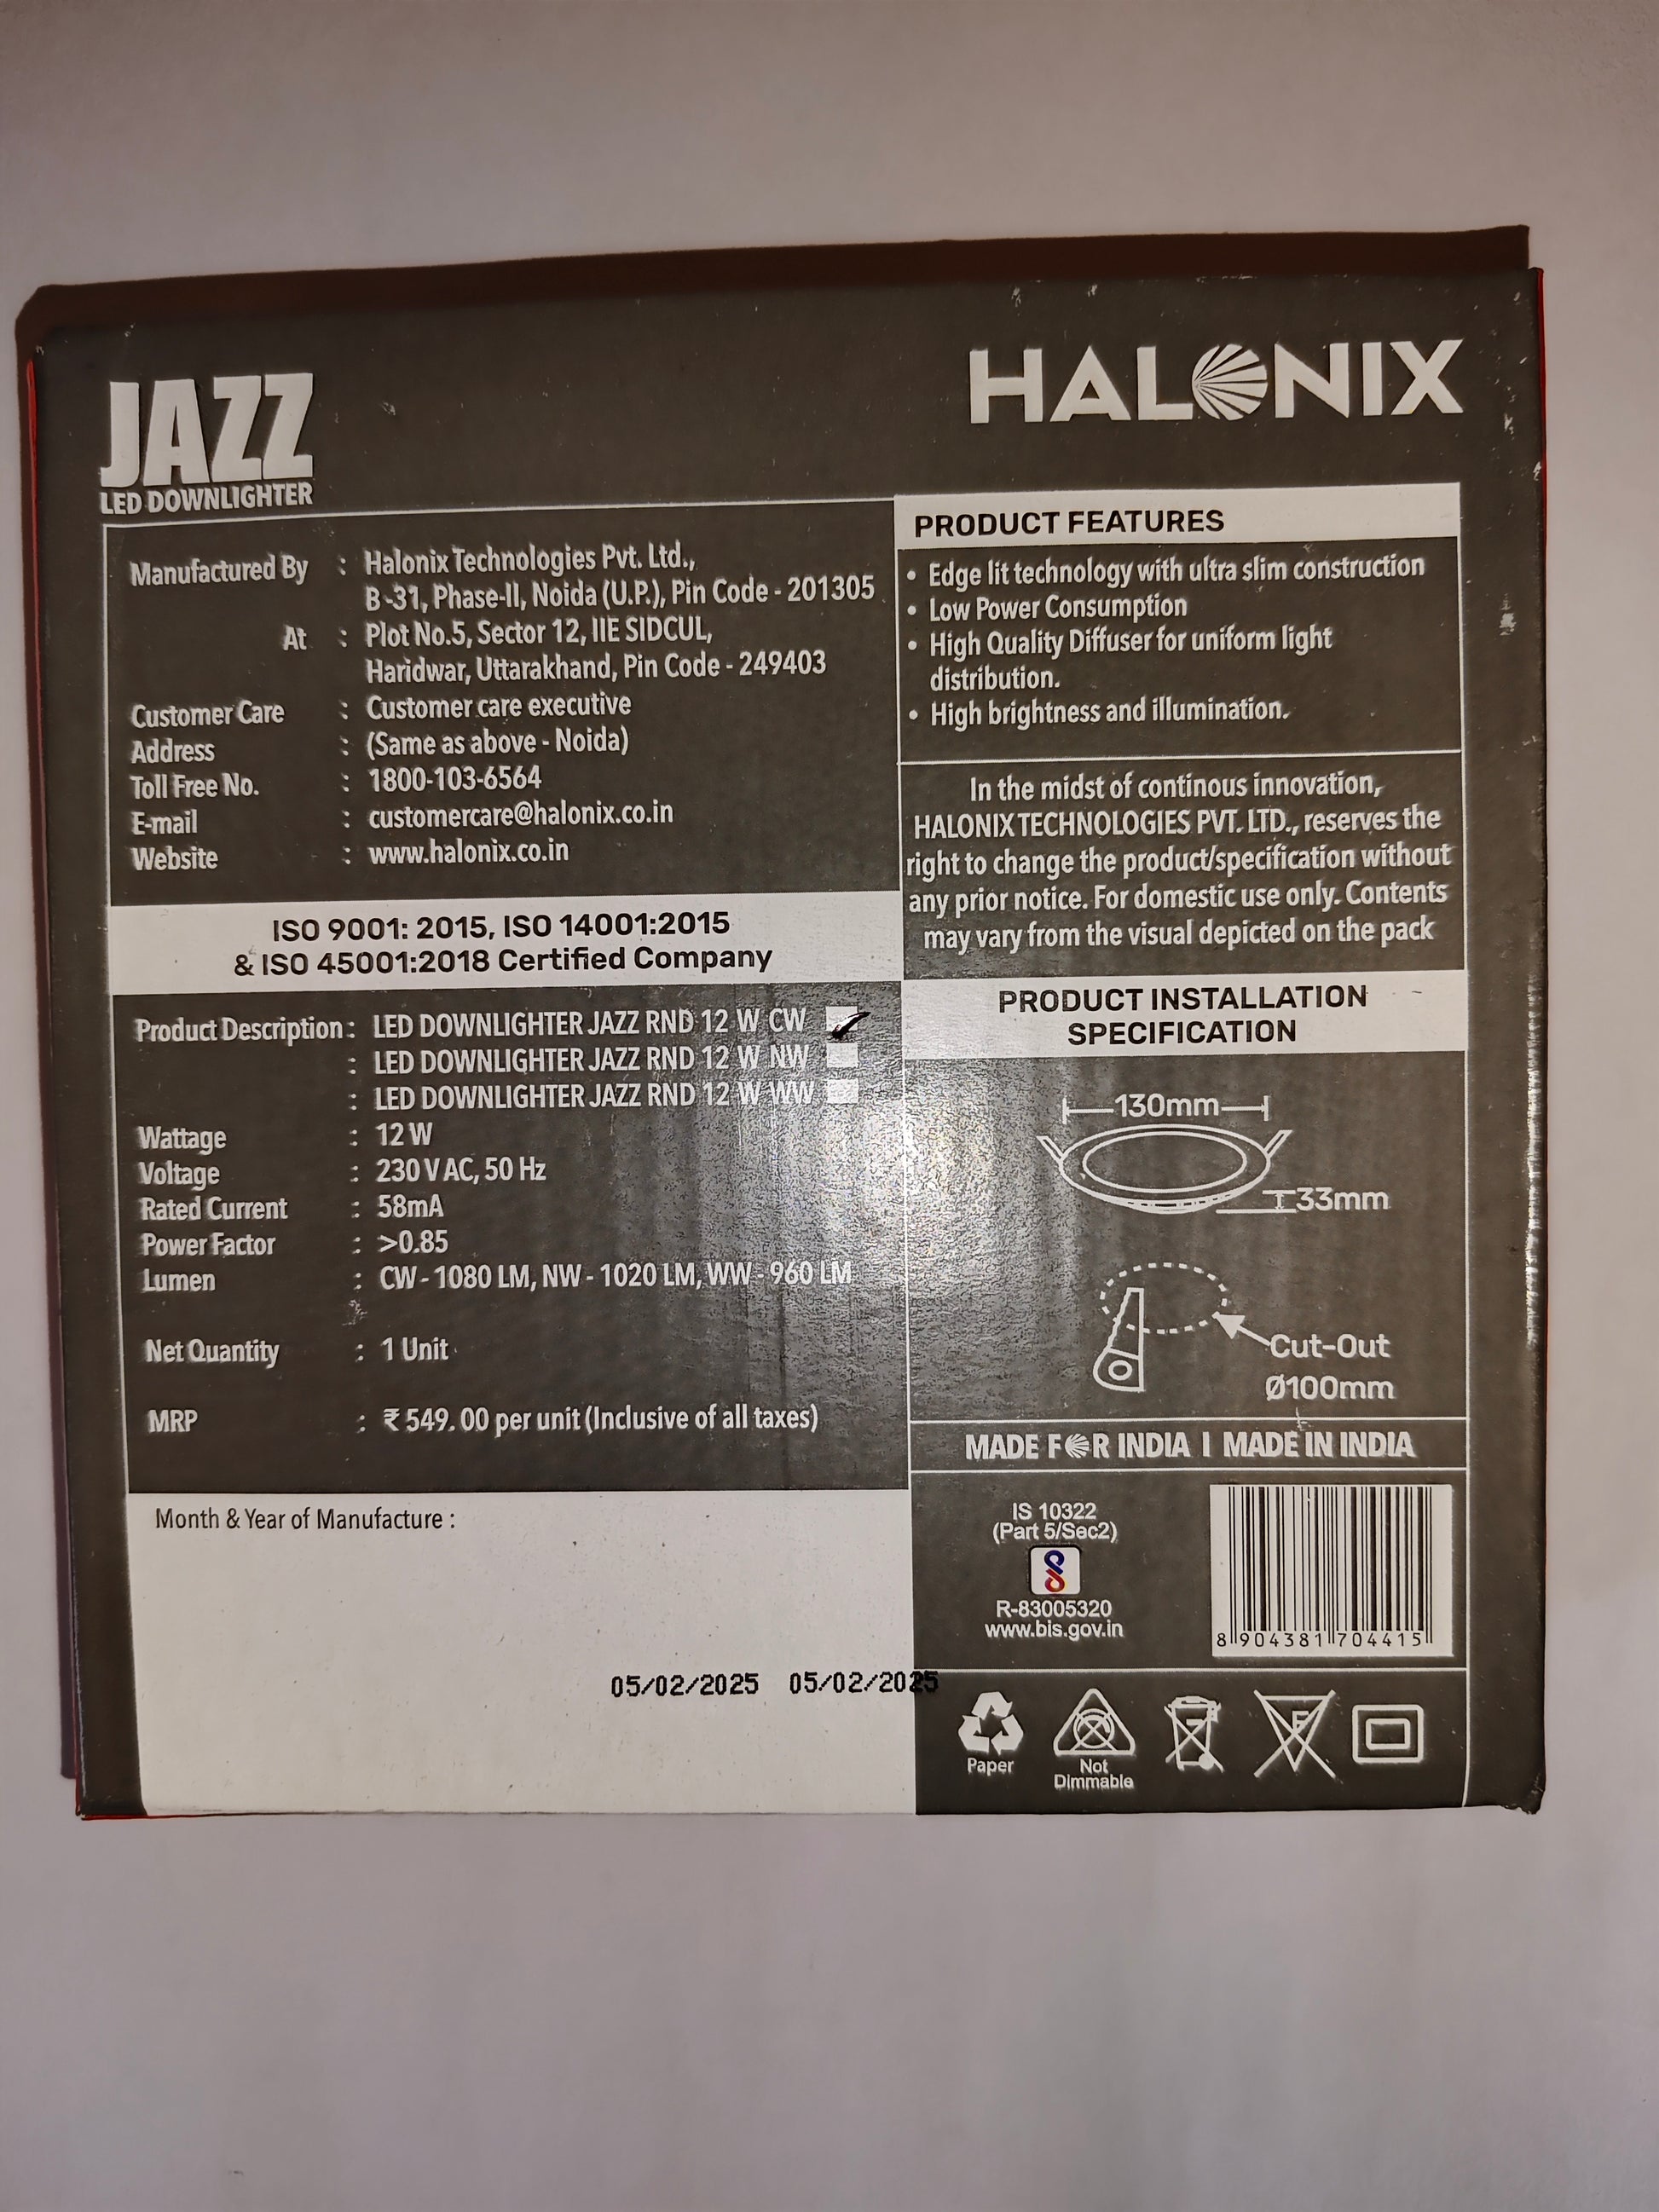 JAZZ
LED DOWNLIGHTER
HALONIX
Manufactured By : Halonix Technologies Pvt. Ltd.,
B-31, Phase-II, Noida (U.P.), Pin Code - 201305
At : Plot No.5, Sector 12, IIE SIDCUL,
Haridwar, Uttarakhand, Pin Code - 249403
Customer Care : Customer care executive
Address : (Same as above - Noida)
Toll Free No. : 1800-103-6564
E-mail : customercare@halonix.co.in
Website : www.halonix.co.in
ISO 9001: 2015, ISO 14001:2015
& ISO 45001:2018 Certified Company
Product Description : LED DOWNLIGHTER JAZZ RND 12 W CW
: LED DOWNLIGHTER JAZZ RND 12 W NW
: LED DOWNLIGHTER JAZZ RND 12 W WW
Wattage : 12 W
Voltage : 230 V AC, 50 Hz
Rated Current : 58mA
Power Factor : >0.85
Lumen : CW - 1080 LM, NW - 1020 LM, WW - 960 LM
Net Quantity : 1 Unit
MRP : ₹ 549. 00 per unit (Inclusive of all taxes)
Month & Year of Manufacture :
05/02/2025 05/02/2025
PRODUCT FEATURES
• Edge lit technology with ultra slim construction
• Low Power Consumption
• High Quality Diffuser for uniform light
distribution.
• High brightness and illumination.
In the midst of continous innovation,
HALONIX TECHNOLOGIES PVT. LTD., reserves the
right to change the product/specification without
any prior notice. For domestic use only. Contents
may vary from the visual depicted on the pack
PRODUCT INSTALLATION
SPECIFICATION
130mm
33mm
Cut-Out
Ø100mm
MADE FOR INDIA I MADE IN INDIA
IS 10322
(Part 5/Sec2)
R-83005320
www.bis.gov.in
8 904381 704415
Paper
Not
Dimmable
F